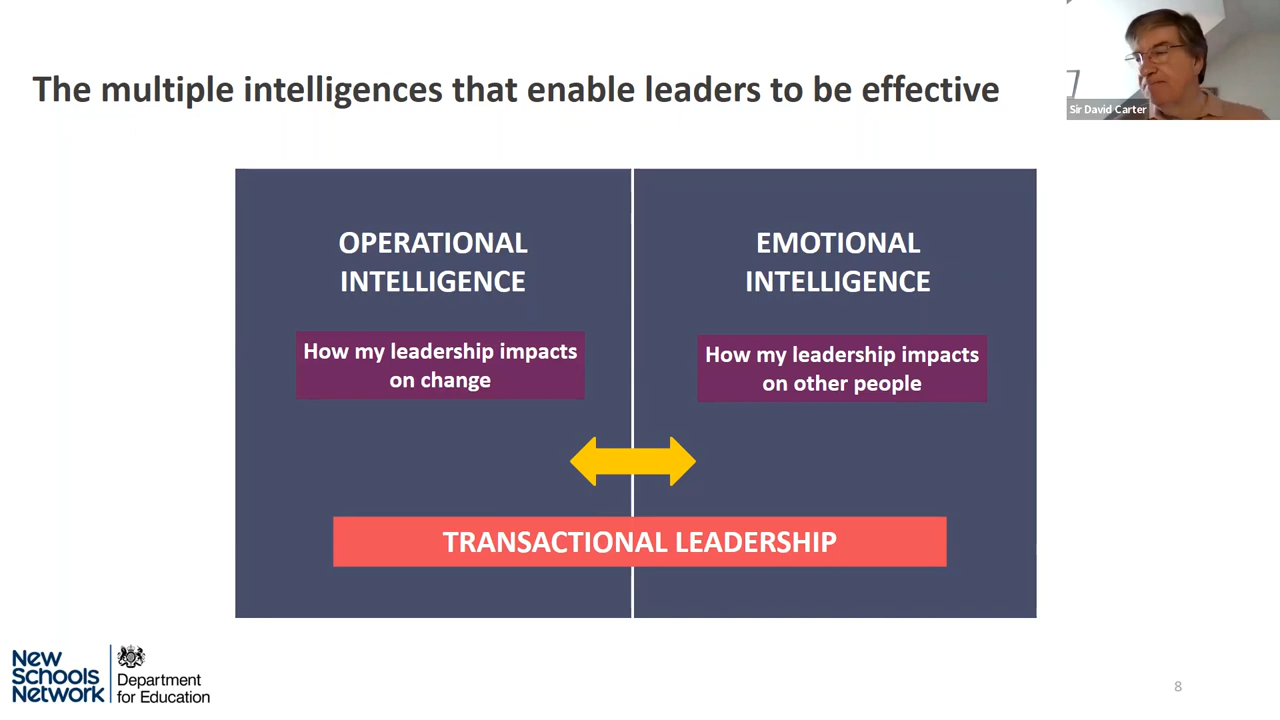 The multiple intelligences that enable leaders to be effective
Sir David Carter
OPERATIONAL
INTELLIGENCE
How my leadership impacts
on change
EMOTIONAL
INTELLIGENCE
How my leadership impacts
on other people
TRANSACTIONAL LEADERSHIP
New
Schools
Network
Department
for Education
8